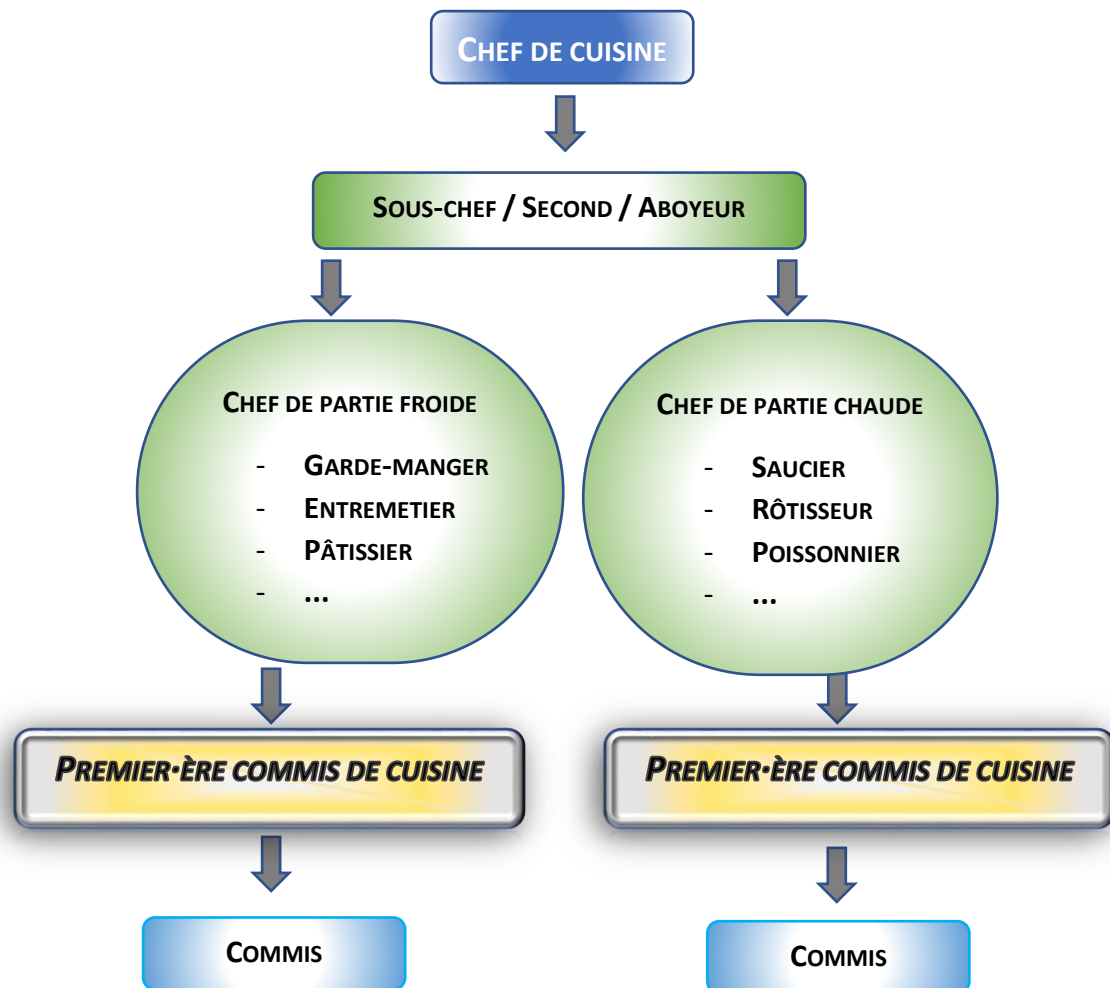 CHEF DE CUISINE
SOUS-CHEF / SECOND / ABOYEUR
CHEF DE PARTIE FROIDE
- GARDE-MANGER
- ENTREMETIER
- PÂTISSIER
- ...
CHEF DE PARTIE CHAUDE
- SAUCIER
- RÔTISSEUR
- POISSONNIER
- ...
PREMIER·ÈRE COMMIS DE CUISINE
PREMIER·ÈRE COMMIS DE CUISINE
COMMIS
COMMIS